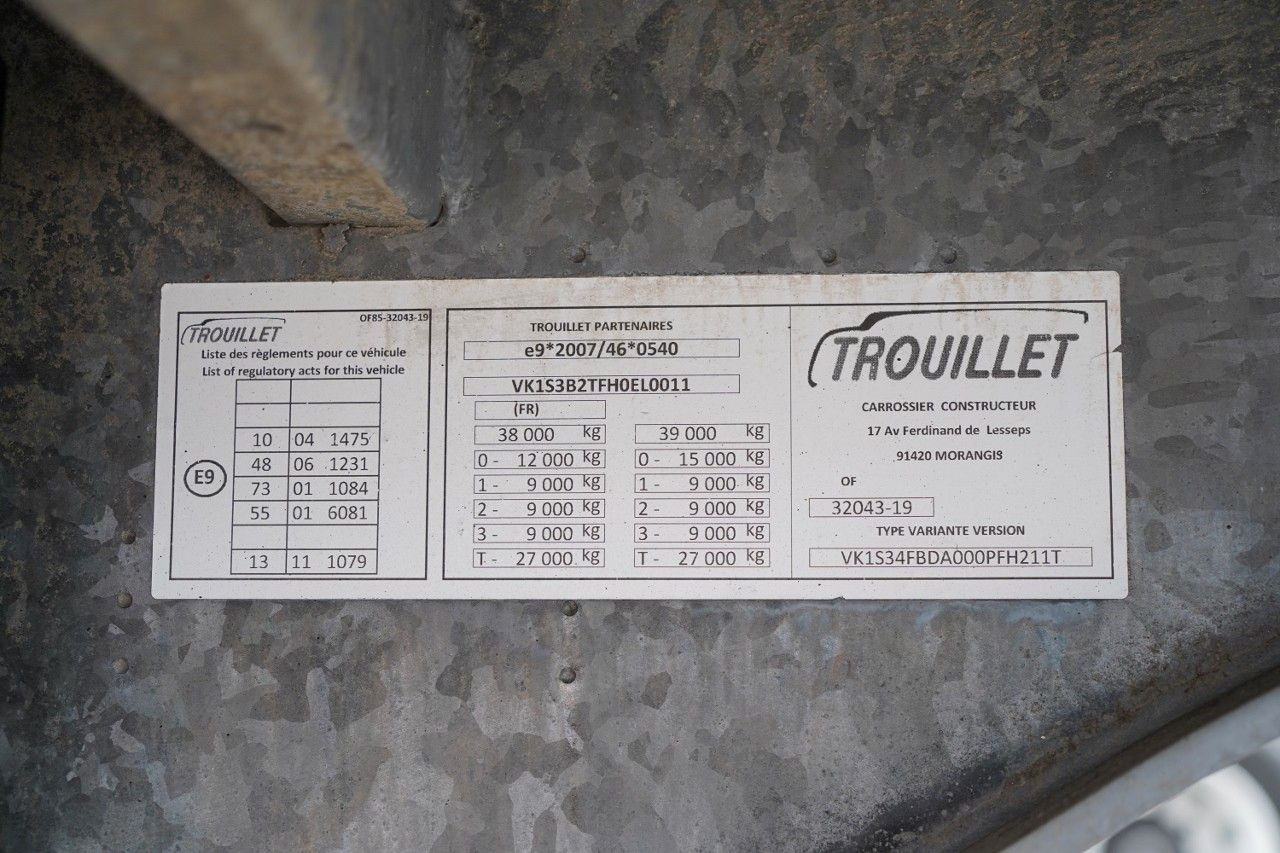 TROUILLET
OF85-32043-19
Liste des règlements pour ce véhicule
List of regulatory acts for this vehicle
E9
10 04 1475
48 06 1231
73 01 1084
55 01 6081
13 11 1079
TROUILLET PARTENAIRES
e9*2007/46*0540
VK1S3B2TFH0EL0011
(FR)
38 000 kg 39 000 kg
0 - 12 000 kg 0 - 15 000 kg
1 - 9 000 kg 1 - 9 000 kg
2 - 9 000 kg 2 - 9 000 kg
3 - 9 000 kg 3 - 9 000 kg
T - 27 000 kg T - 27 000 kg
TROUILLET
CARROSSIER CONSTRUCTEUR
17 Av Ferdinand de Lesseps
91420 MORANGIS
OF
32043-19
TYPE VARIANTE VERSION
VK1S34FBDA000PFH211T